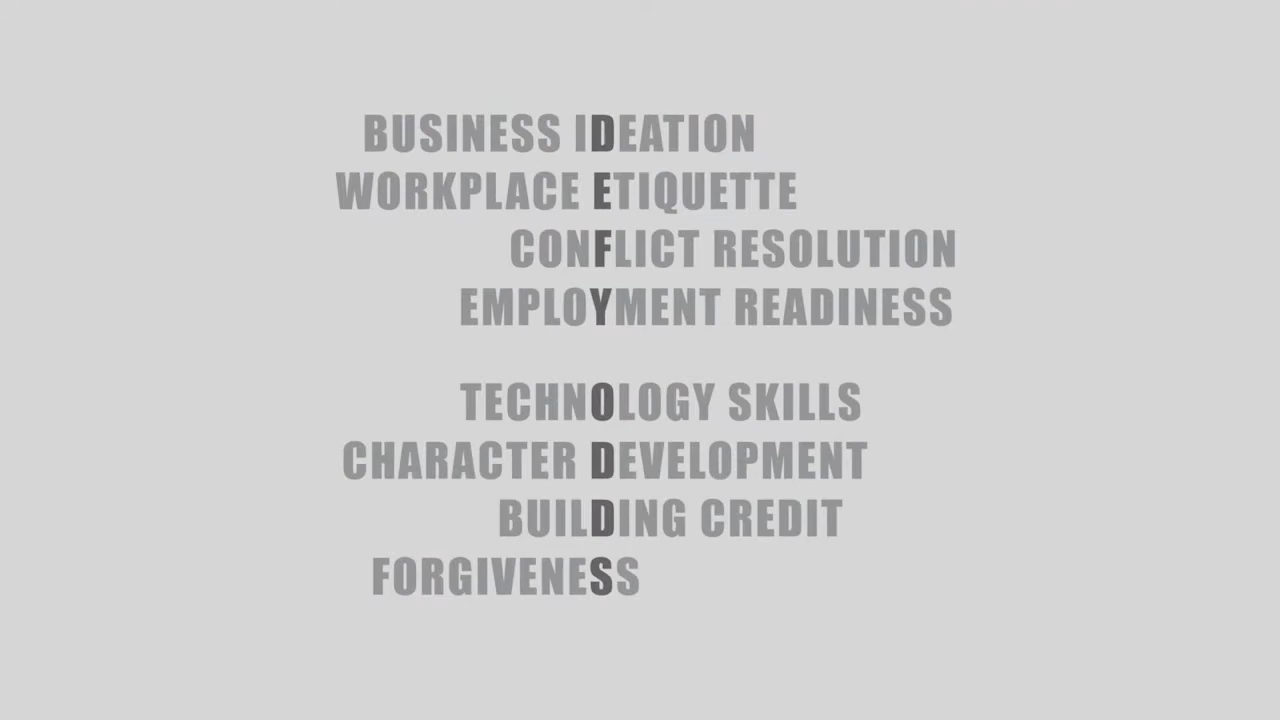 BUSINESS IDEATION
WORKPLACE ETIQUETTE
CONFLICT RESOLUTION
EMPLOYMENT READINESS
TECHNOLOGY SKILLS
CHARACTER DEVELOPMENT
BUILDING CREDIT
FORGIVENESS